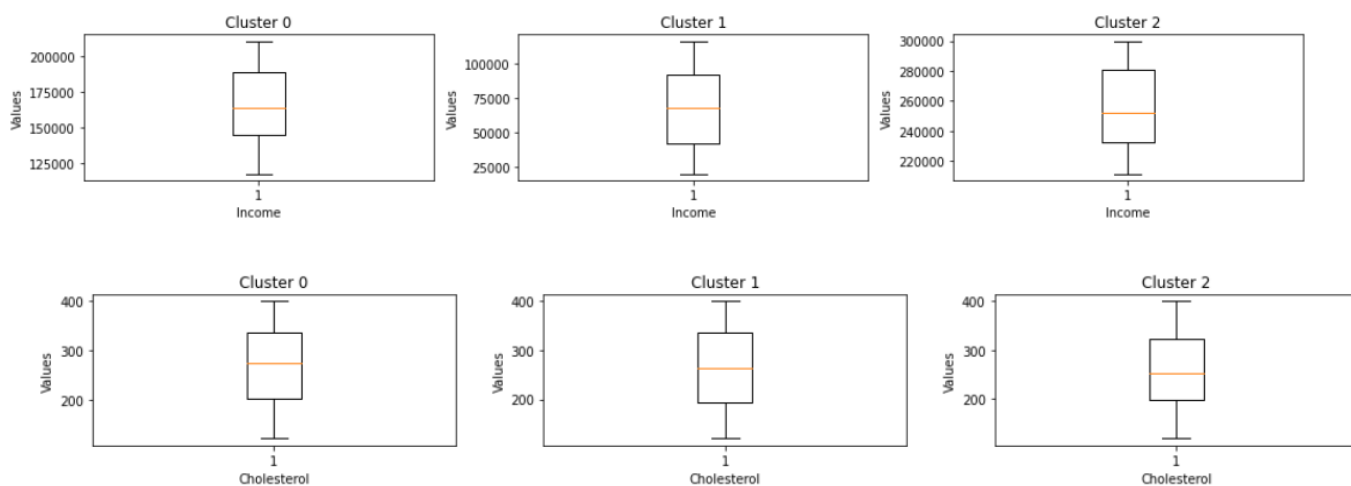 Cluster 0
Cluster 1
Cluster 2
Values
200000
175000
150000
125000
1
Income
Values
100000
75000
50000
25000
1
Income
Values
300000
280000
260000
240000
220000
1
Income
Cluster 0
Cluster 1
Cluster 2
Values
400
300
200
1
Cholesterol
Values
400
300
200
1
Cholesterol
Values
400
300
200
1
Cholesterol